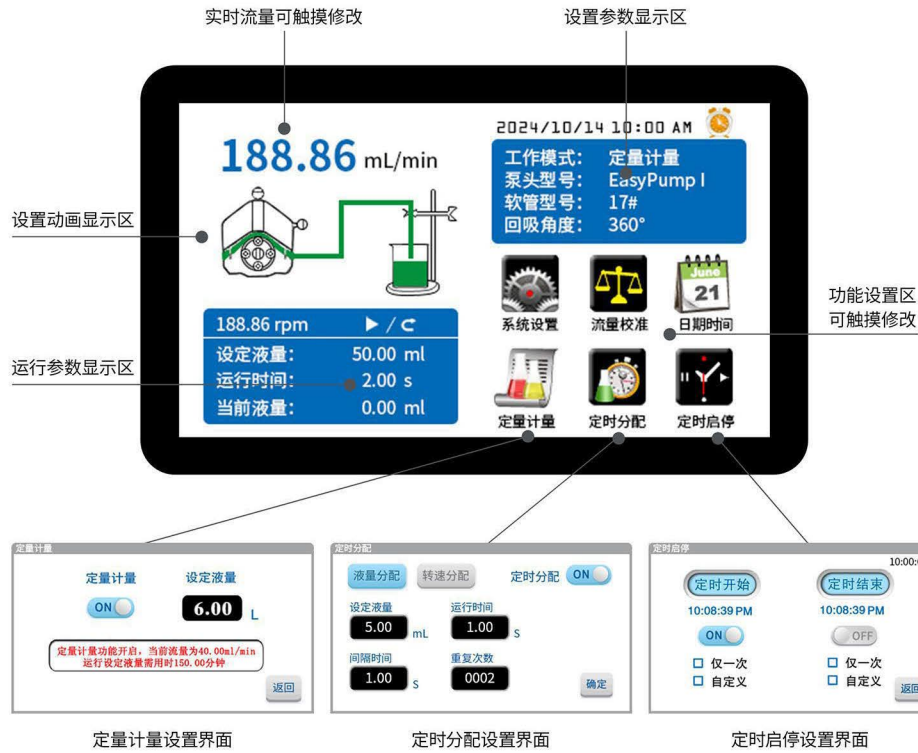 实时流量可触摸修改
设置参数显示区
2024/10/14 10:00 AM
188.86 mL/min
工作模式： 定量计量
泵头型号： EasyPump I
软管型号： 17#
回吸角度： 360°
设置动画显示区
June
21
系统设置
流量校准
日期时间
功能设置区
可触摸修改
188.86 rpm
设定液量： 50.00 ml
运行时间： 2.00 s
当前液量： 0.00 ml
运行参数显示区
定量计量
定时分配
定时启停
定量计量
定量计量
设定液量
ON
6.00 L
定量计量功能开启，当前流量为40.00ml/min
运行设定液量需用时150.00分钟
返回
定量计量设置界面
定时分配
液量分配
转速分配
定时分配 ON
设定液量
运行时间
5.00 mL
1.00 S
间隔时间
重复次数
1.00 S
0002
确定
定时分配设置界面
定时启停
10:00:
定时开始
定时结束
10:08:39 PM
10:08:39 PM
ON
OFF
仅一次
仅一次
自定义
自定义
返回
定时启停设置界面